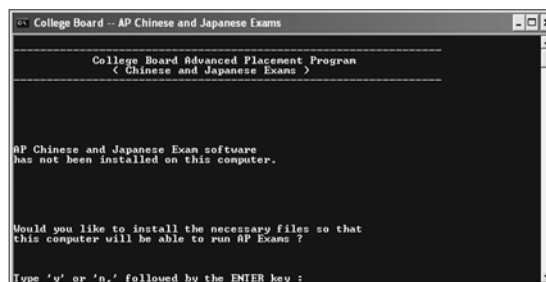 College Board -- AP Chinese and Japanese Exams
College Board Advanced Placement Program
( Chinese and Japanese Exams )
AP Chinese and Japanese Exam software
has not been installed on this computer.
Would you like to install the necessary files so that
this computer will be able to run AP Exams ?
Type 'y' or 'n,' followed by the ENTER key :